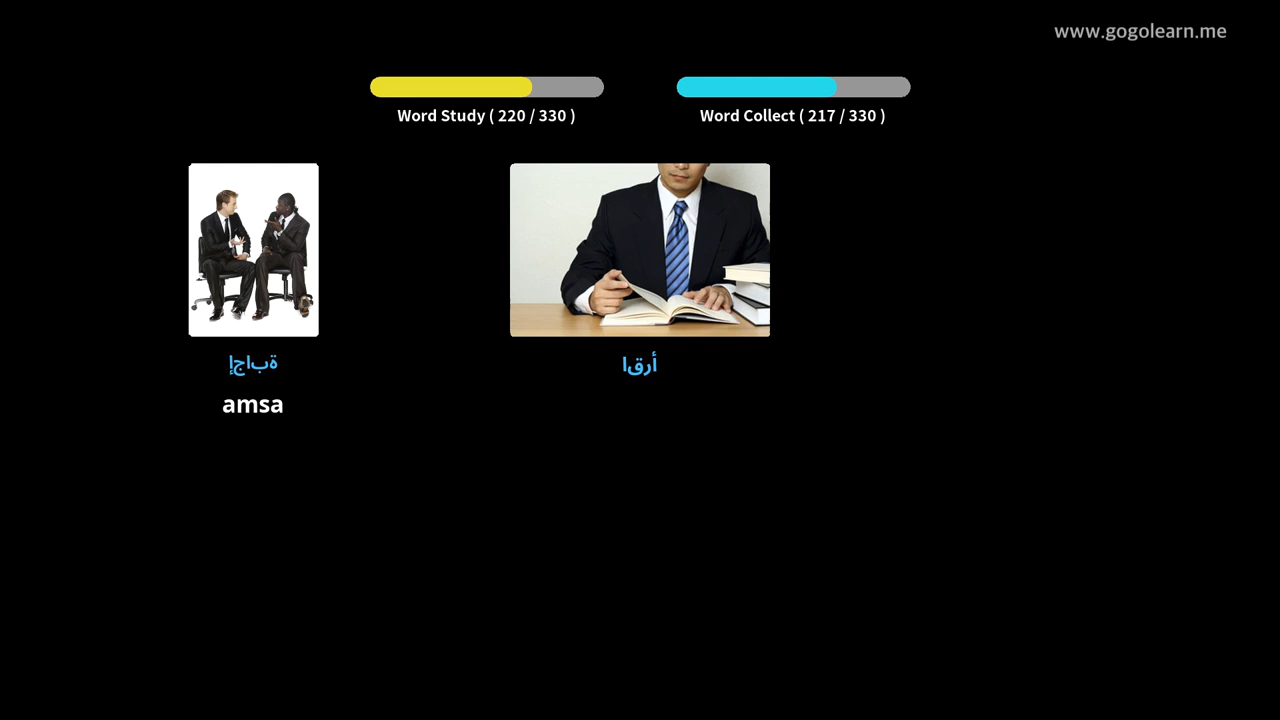 www.gogolearn.me
Word Study ( 220 / 330 )
Word Collect ( 217 / 330 )
ةباجإ
amsa
أرقا